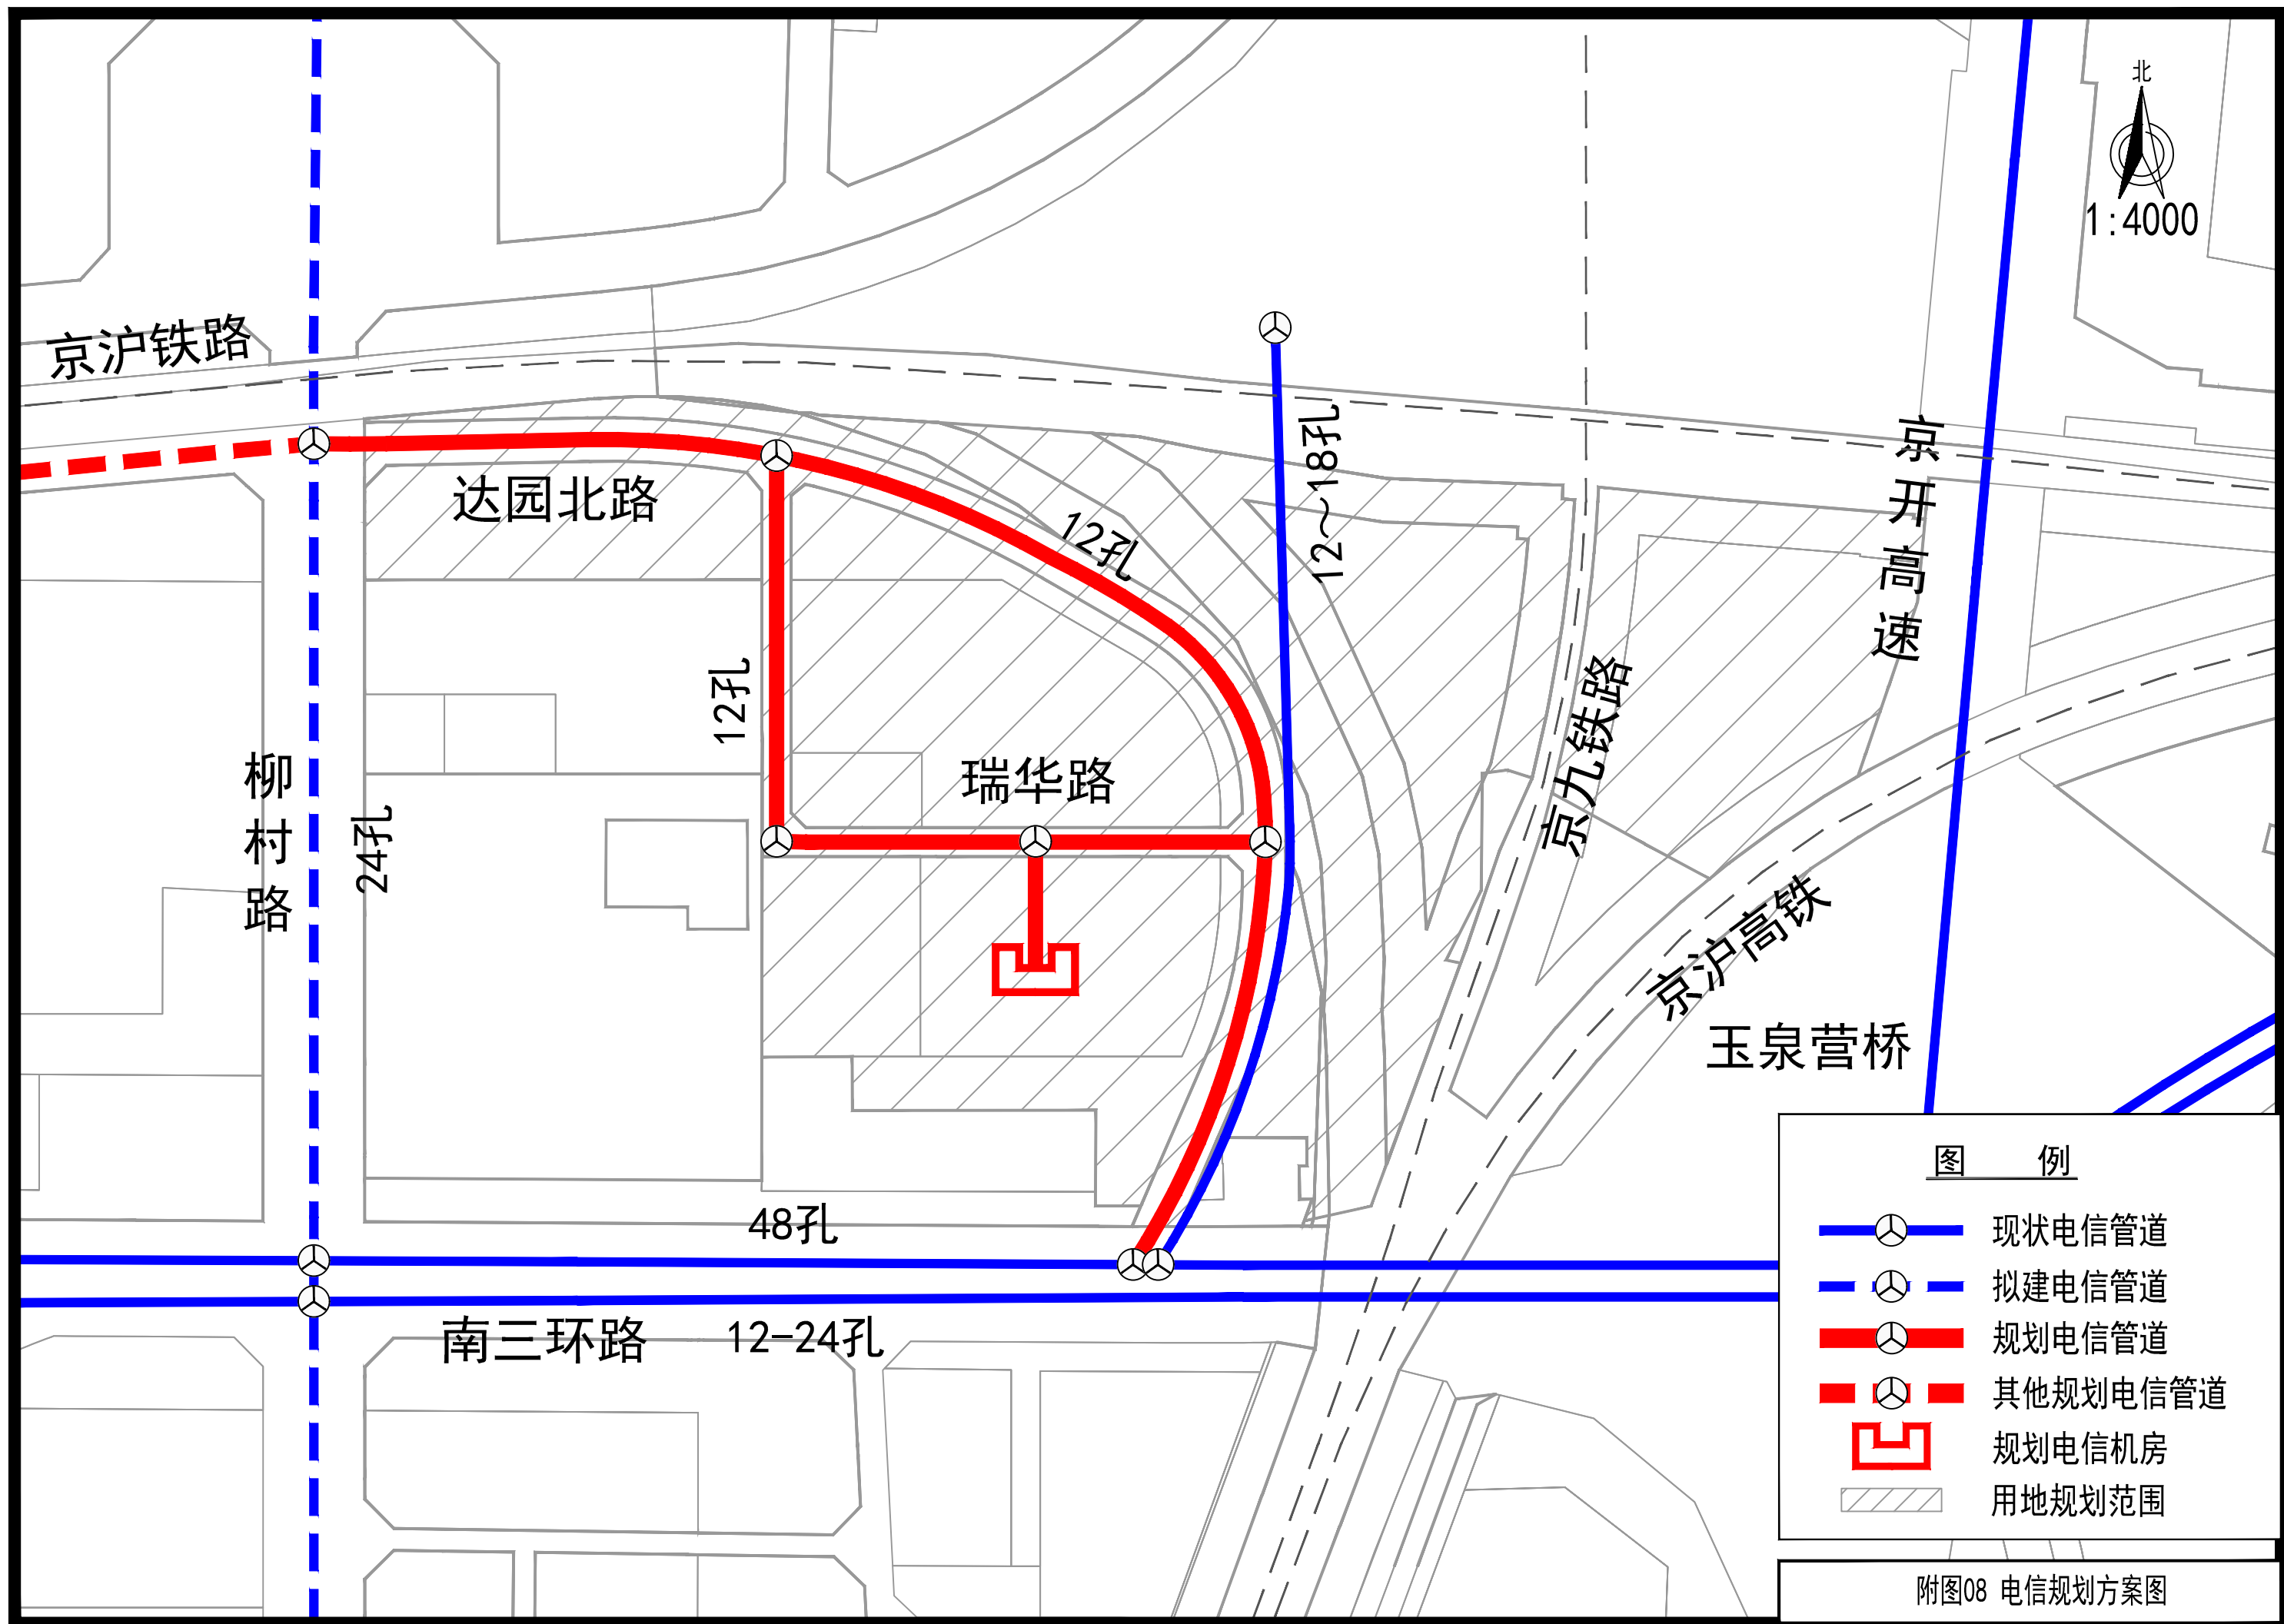 北
1:4000
京沪铁路
达园北路
12孔
12～18孔
京开高速
12孔
瑞华路
京九铁路
柳村路
24孔
京沪高铁
玉泉营桥
48孔
南三环路
12-24孔
图 例
现状电信管道
拟建电信管道
规划电信管道
其他规划电信管道
规划电信机房
用地规划范围
附图08 电信规划方案图